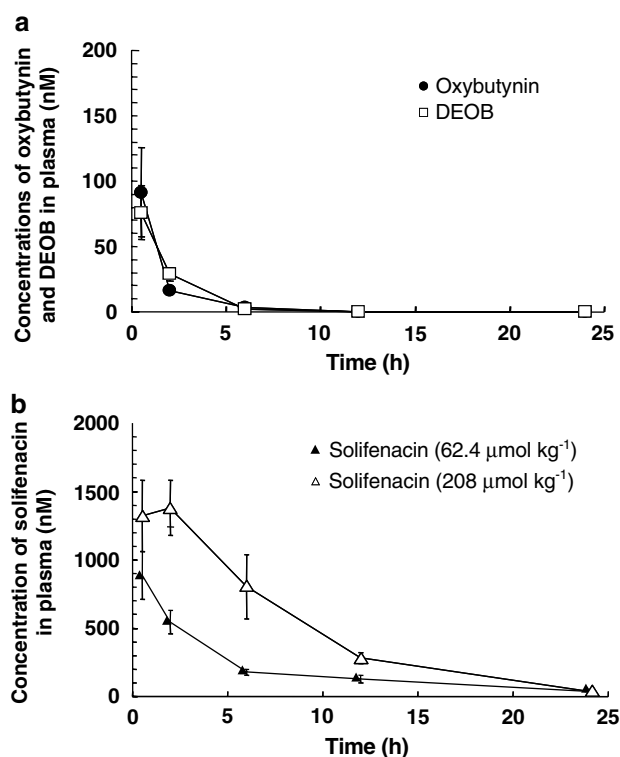 a
Concentrations of oxybutynin
and DEOB in plasma (nM)
200
150
100
50
0
Oxybutynin
DEOB
0 5 10 15 20 25
Time (h)
b
Concentration of solifenacin
in plasma (nM)
2000
1500
1000
500
0
Solifenacin (62.4 μmol kg⁻¹)
Solifenacin (208 μmol kg⁻¹)
0 5 10 15 20 25
Time (h)